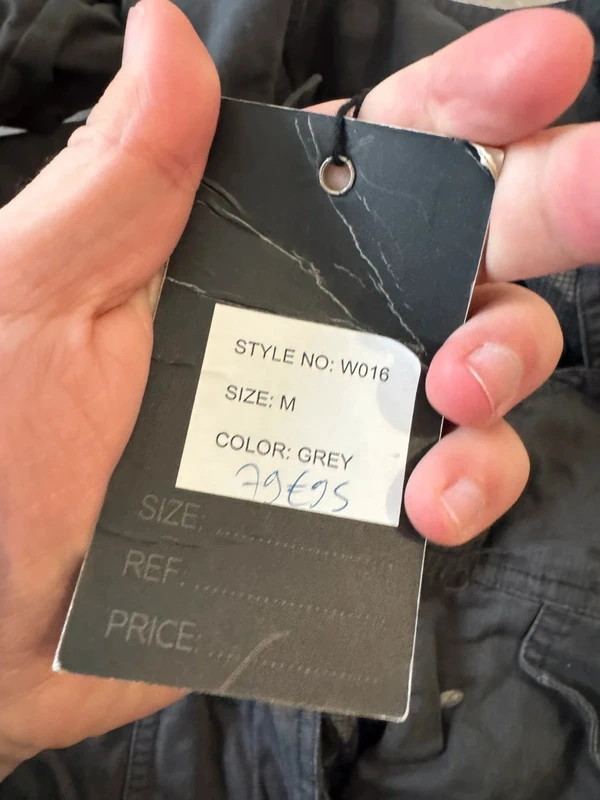 STYLE NO: W016
SIZE: M
COLOR: GREY
79€95
SIZE:
REF.
PRICE: